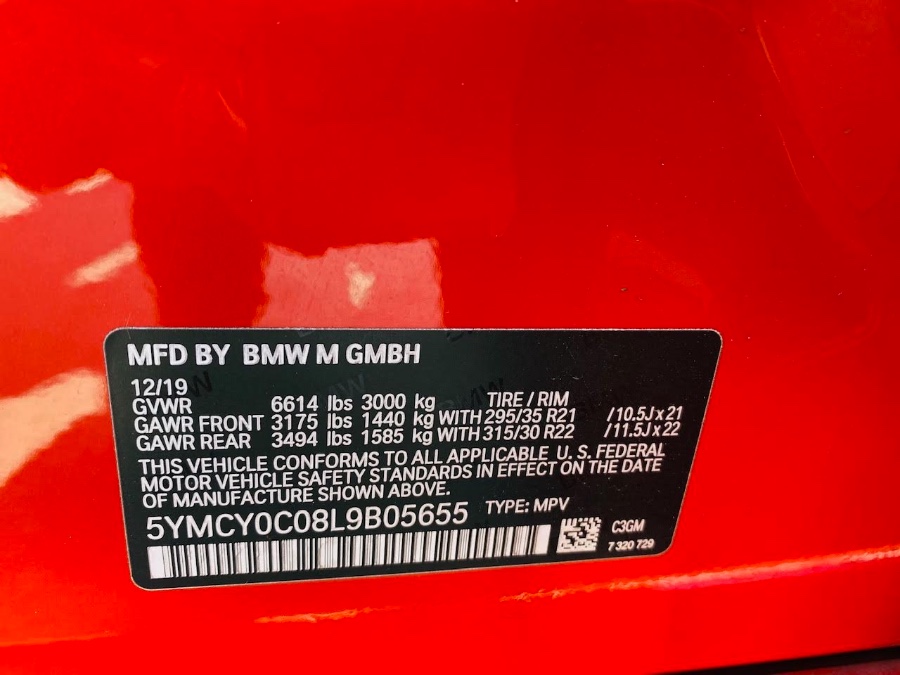 MFD BY BMW M GMBH
12/19
GVWR 6614 lbs 3000 kg TIRE / RIM
GAWR FRONT 3175 lbs 1440 kg WITH 295/35 R21 /10.5J x 21
GAWR REAR 3494 lbs 1585 kg WITH 315/30 R22 /11.5J x 22
THIS VEHICLE CONFORMS TO ALL APPLICABLE U. S. FEDERAL
MOTOR VEHICLE SAFETY STANDARDS IN EFFECT ON THE DATE
OF MANUFACTURE SHOWN ABOVE.
5YMCY0C08L9B05655 TYPE: MPV
C3GM
7 320 729